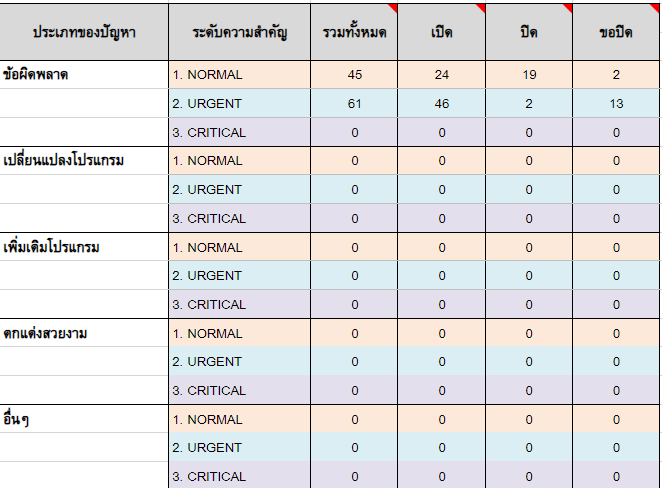 ประเภทของปัญหา ระดับความสำคัญ รวมทั้งหมด เปิด ปิด ขอปิด
ข้อผิดพลาด 1. NORMAL 45 24 19 2
2. URGENT 61 46 2 13
3. CRITICAL 0 0 0 0
เปลี่ยนแปลงโปรแกรม 1. NORMAL 0 0 0 0
2. URGENT 0 0 0 0
3. CRITICAL 0 0 0 0
เพิ่มเติมโปรแกรม 1. NORMAL 0 0 0 0
2. URGENT 0 0 0 0
3. CRITICAL 0 0 0 0
ตกแต่งสวยงาม 1. NORMAL 0 0 0 0
2. URGENT 0 0 0 0
3. CRITICAL 0 0 0 0
อื่นๆ 1. NORMAL 0 0 0 0
2. URGENT 0 0 0 0
3. CRITICAL 0 0 0 0